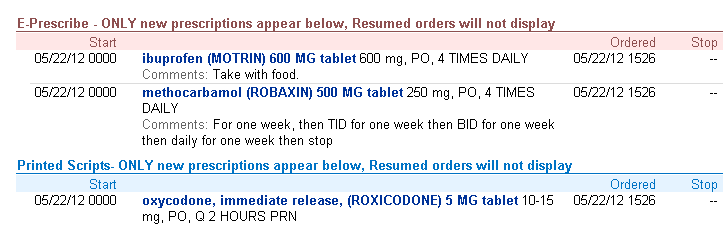 E-Prescribe - ONLY new prescriptions appear below, Resumed orders will not display
Start Ordered Stop
05/22/12 0000 ibuprofen (MOTRIN) 600 MG tablet 600 mg, PO, 4 TIMES DAILY 05/22/12 1526 --
Comments: Take with food.
05/22/12 0000 methocarbamol (ROBAXIN) 500 MG tablet 250 mg, PO, 4 TIMES 05/22/12 1526 --
DAILY
Comments: For one week, then TID for one week then BID for one week
then daily for one week then stop
Printed Scripts- ONLY new prescriptions appear below, Resumed orders will not display
Start Ordered Stop
05/22/12 0000 oxycodone, immediate release, (ROXICODONE) 5 MG tablet 10-15 05/22/12 1526 --
mg, PO, Q 2 HOURS PRN